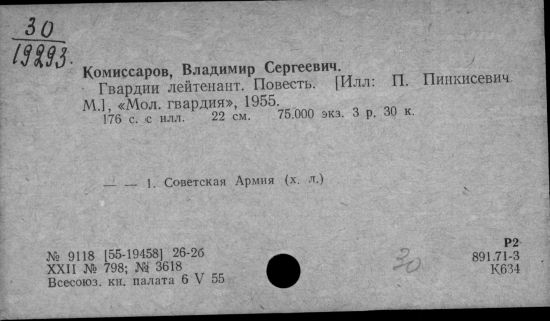 30
19293.
Комиссаров, Владимир Сергеевич.
Гвардии лейтенант. Повесть. [Илл: П. Пинкисевич
М.], «Мол. гвардия», 1955.
176 с. с илл. 22 см. 75.000 экз. 3 р. 30 к.
— — 1. Советская Армия (х. л.)
№ 9118 [55-19458] 26-2б
XXII № 798; № 3618
Всесоюз. кн. палата 6 V 55
30
Р2
891.71-3
К634